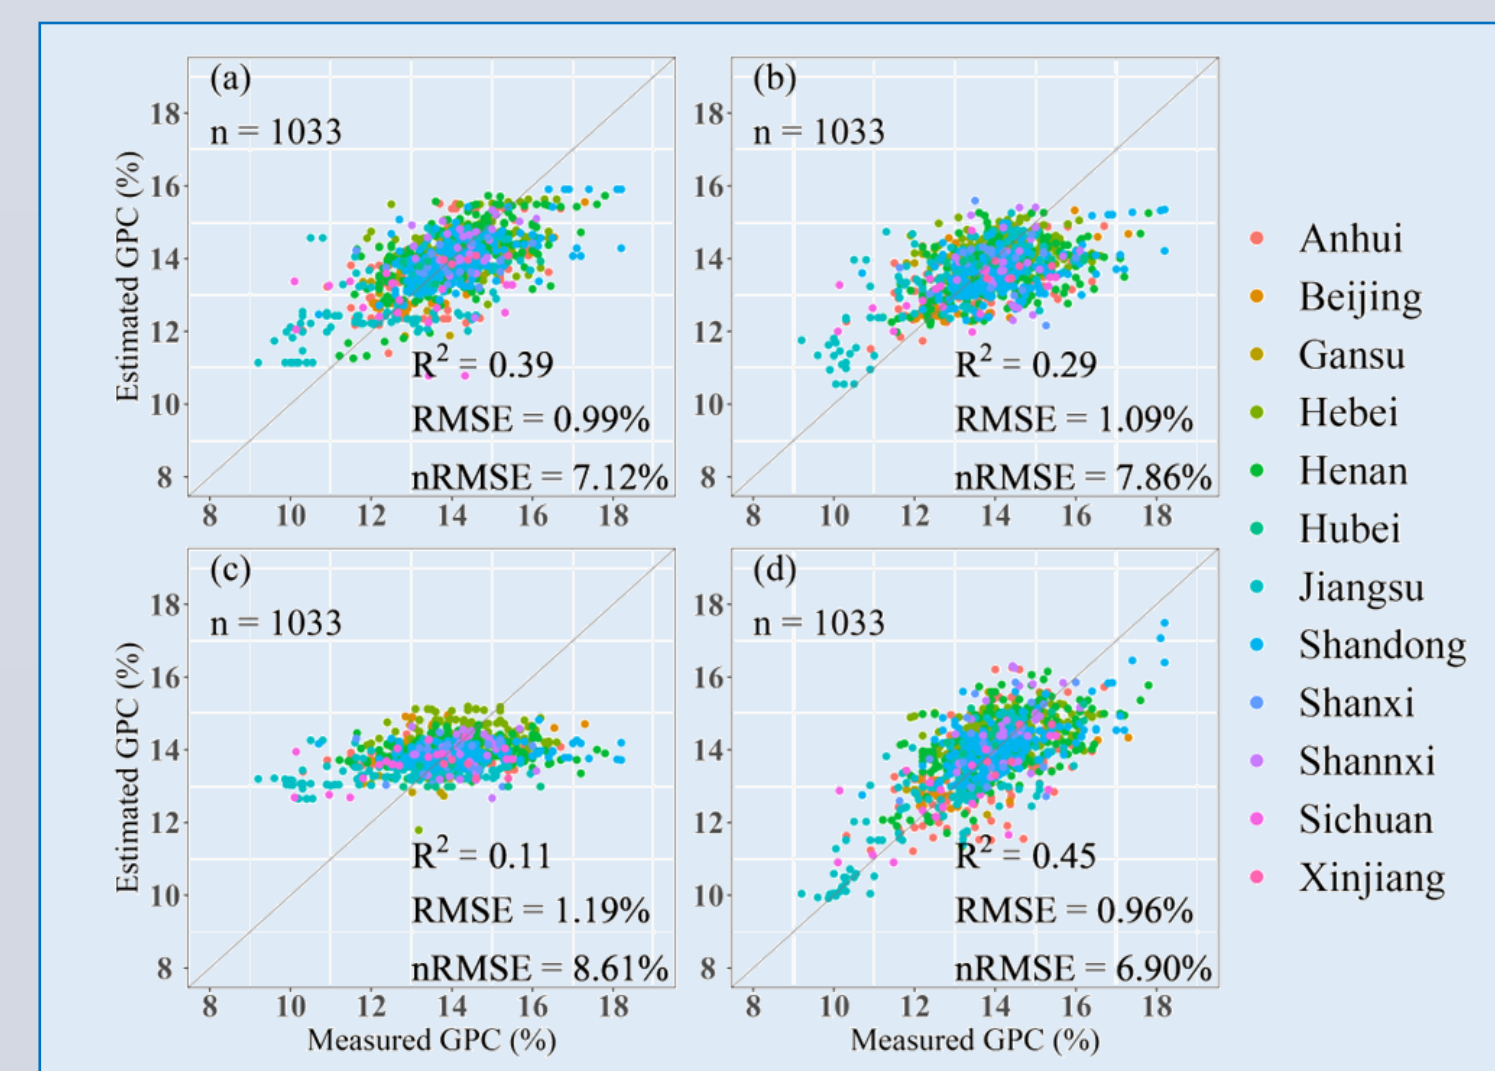 (a)
n = 1033
R² = 0.39
RMSE = 0.99%
nRMSE = 7.12%
Estimated GPC (%)
18
16
14
12
10
8
8 10 12 14 16 18
(b)
n = 1033
R² = 0.29
RMSE = 1.09%
nRMSE = 7.86%
18
16
14
12
10
8
8 10 12 14 16 18
(c)
n = 1033
R² = 0.11
RMSE = 1.19%
nRMSE = 8.61%
Estimated GPC (%)
18
16
14
12
10
8
8 10 12 14 16 18
Measured GPC (%)
(d)
n = 1033
R² = 0.45
RMSE = 0.96%
nRMSE = 6.90%
18
16
14
12
10
8
8 10 12 14 16 18
Measured GPC (%)
Anhui
Beijing
Gansu
Hebei
Henan
Hubei
Jiangsu
Shandong
Shanxi
Shannxi
Sichuan
Xinjiang